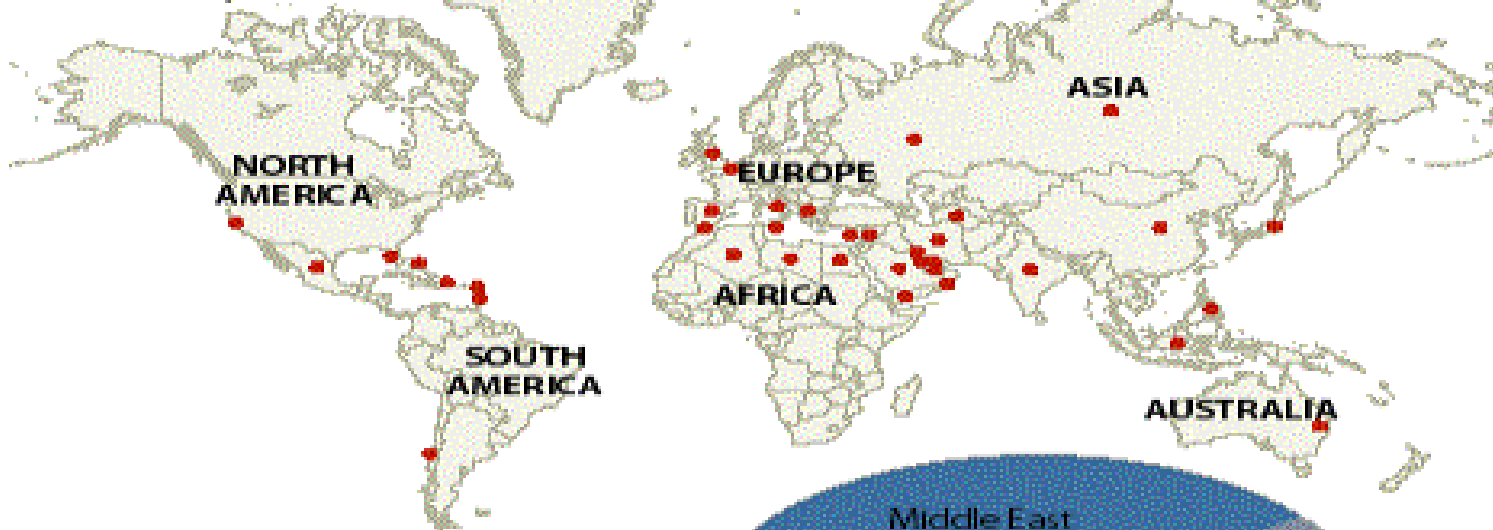 ASIA
NORTH
AMERICA
EUROPE
AFRICA
SOUTH
AMERICA
AUSTRALIA
Middle East